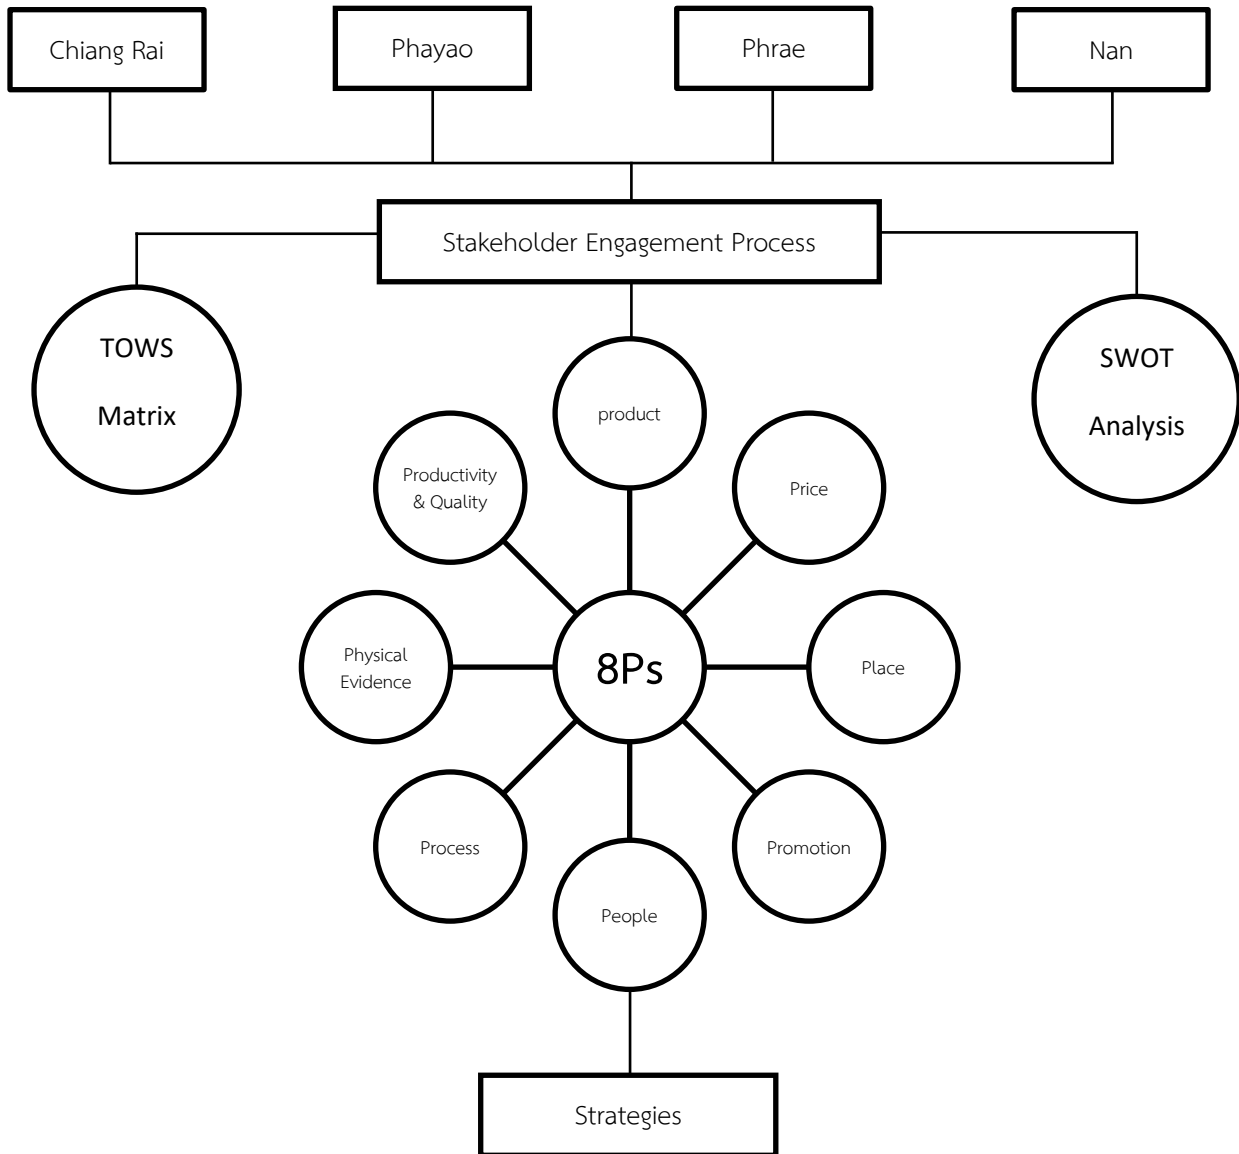 Chiang Rai
Phayao
Phrae
Nan
Stakeholder Engagement Process
TOWS
Matrix
SWOT
Analysis
product
Productivity
& Quality
Price
Physical
Evidence
8Ps
Place
Process
Promotion
People
Strategies